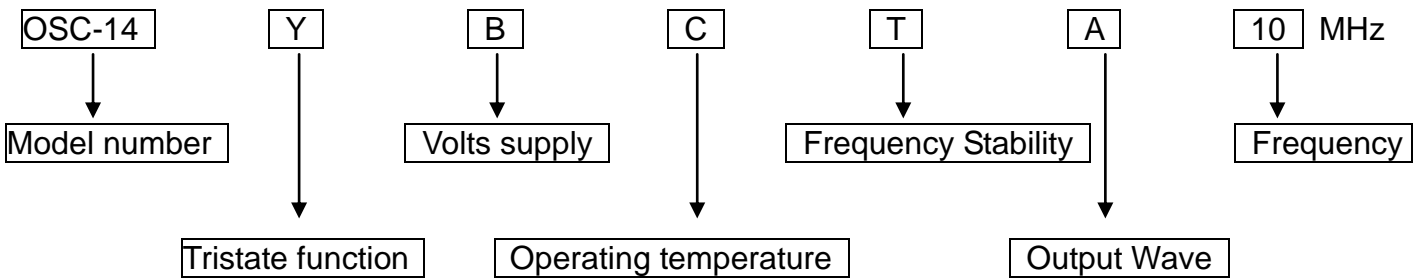 OSC-14 Y B C T A 10 MHz
Model number Volts supply Frequency Stability Frequency
Tristate function Operating temperature Output Wave